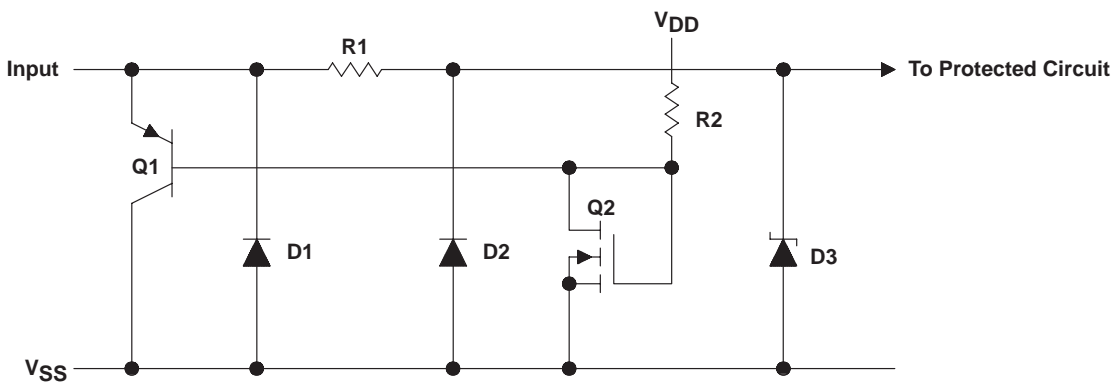 VDD
R1
Input
To Protected Circuit
R2
Q1
Q2
D1
D2
D3
VSS